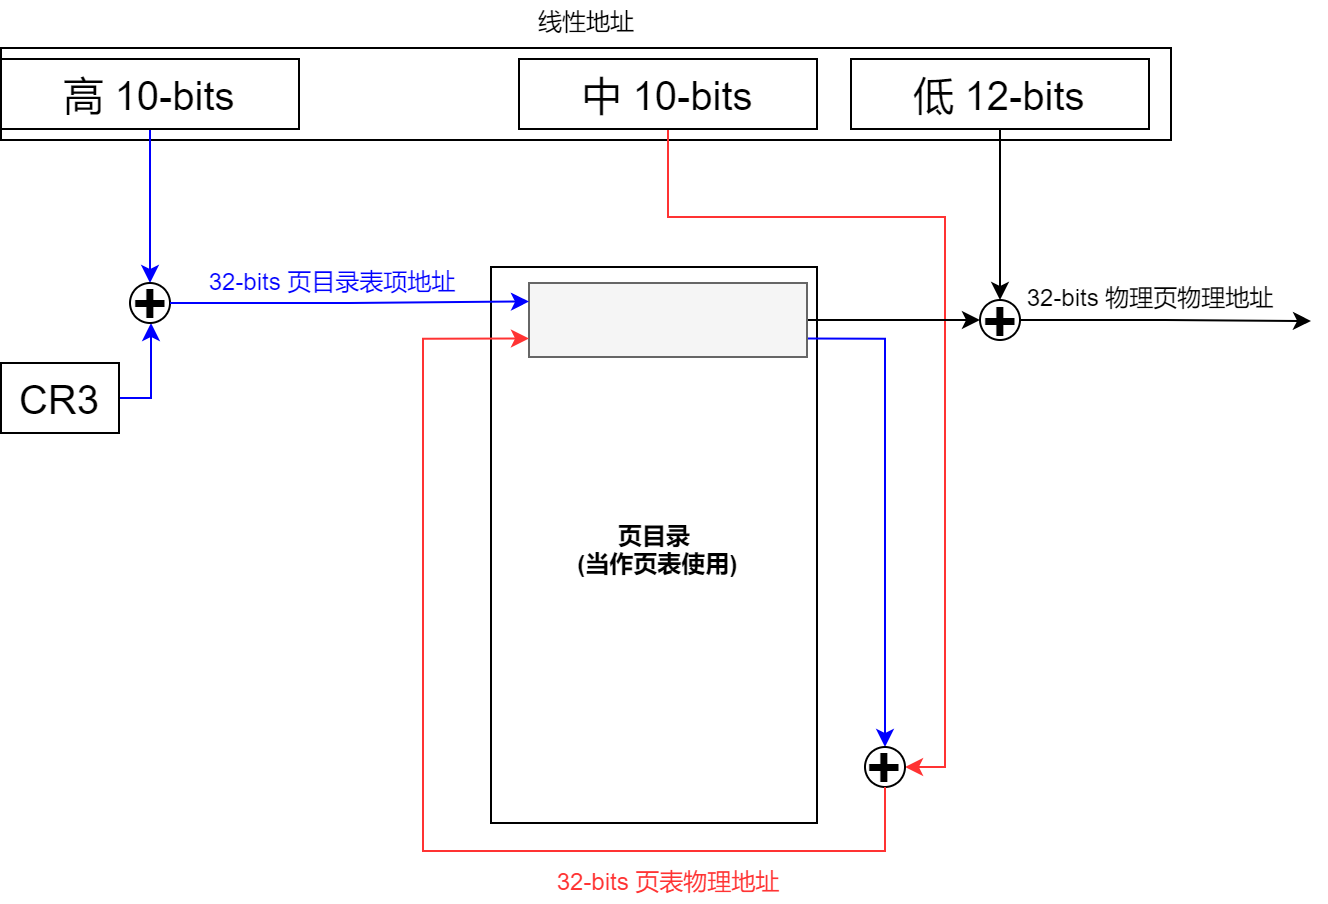 线性地址
高 10-bits
中 10-bits
低 12-bits
32-bits 页目录表项地址
32-bits 物理页物理地址
CR3
页目录
(当作页表使用)
32-bits 页表物理地址